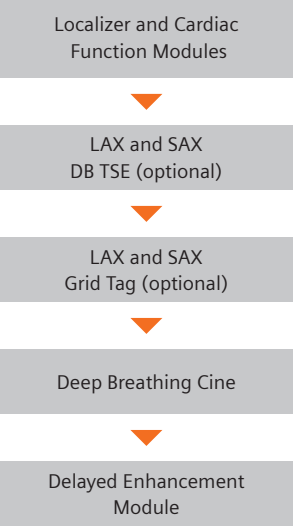 Localizer and Cardiac
Function Modules
LAX and SAX
DB TSE (optional)
LAX and SAX
Grid Tag (optional)
Deep Breathing Cine
Delayed Enhancement
Module